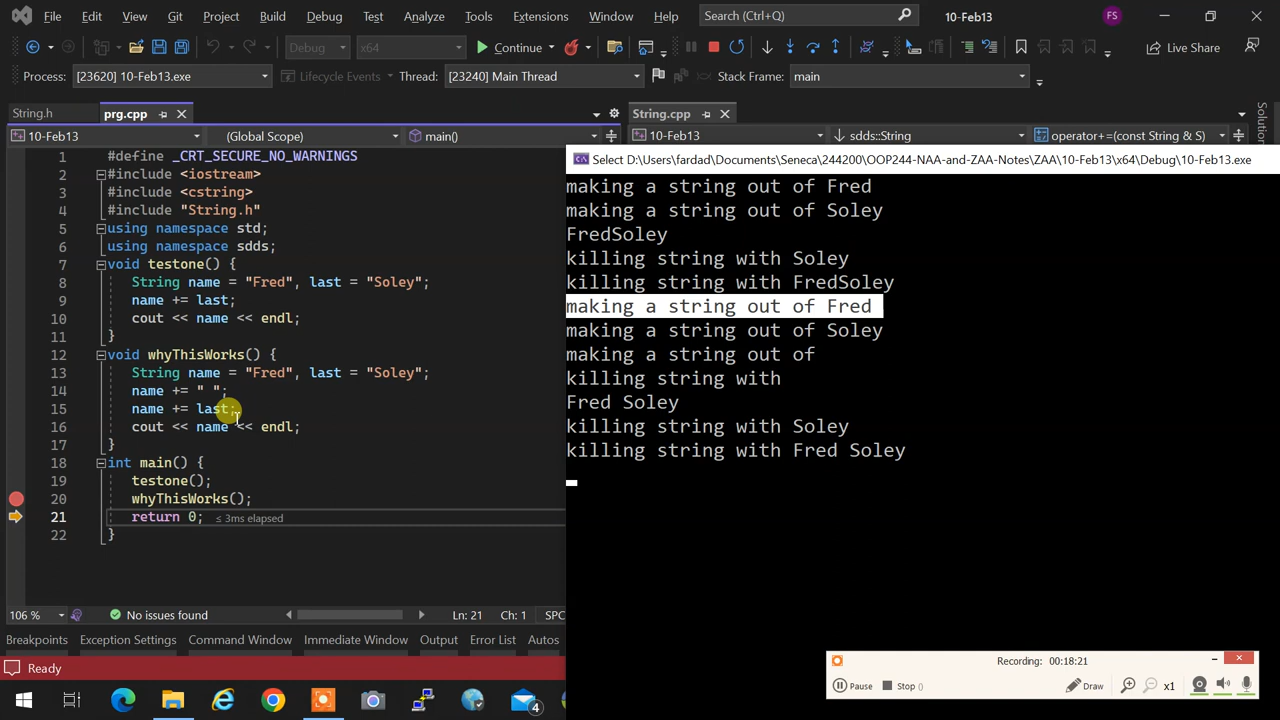 File Edit View Git Project Build Debug Test Analyze Tools Extensions Window Help Search (Ctrl+Q) 10-Feb13 FS
Debug x64 Continue Live Share
Process: [23620] 10-Feb13.exe Lifecycle Events Thread: [23240] Main Thread Stack Frame: main
String.h prg.cpp String.cpp
10-Feb13 (Global Scope) main() 10-Feb13 sdds::String operator+=(const String & S)
1 #define _CRT_SECURE_NO_WARNINGS
2 #include <iostream>
3 #include <cstring>
4 #include "String.h"
5 using namespace std;
6 using namespace sdds;
7 void testone() {
8 String name = "Fred", last = "Soley";
9 name += last;
10 cout << name << endl;
11 }
12 void whyThisWorks() {
13 String name = "Fred", last = "Soley";
14 name += " ";
15 name += last;
16 cout << name << endl;
17 }
18 int main() {
19 testone();
20 whyThisWorks();
21 return 0; ≤ 3ms elapsed
22 }
106 % No issues found Ln: 21 Ch: 1 SPC
Breakpoints Exception Settings Command Window Immediate Window Output Error List Autos
Ready
Select D:\Users\fardad\Documents\Seneca\244200\OOP244-NAA-and-ZAA-Notes\ZAA\10-Feb13\x64\Debug\10-Feb13.exe
making a string out of Fred
making a string out of Soley
FredSoley
killing string with Soley
killing string with FredSoley
making a string out of Fred
making a string out of Soley
making a string out of
killing string with
Fred Soley
killing string with Soley
killing string with Fred Soley
Recording: 00:18:21
Pause Stop () Draw x1
4